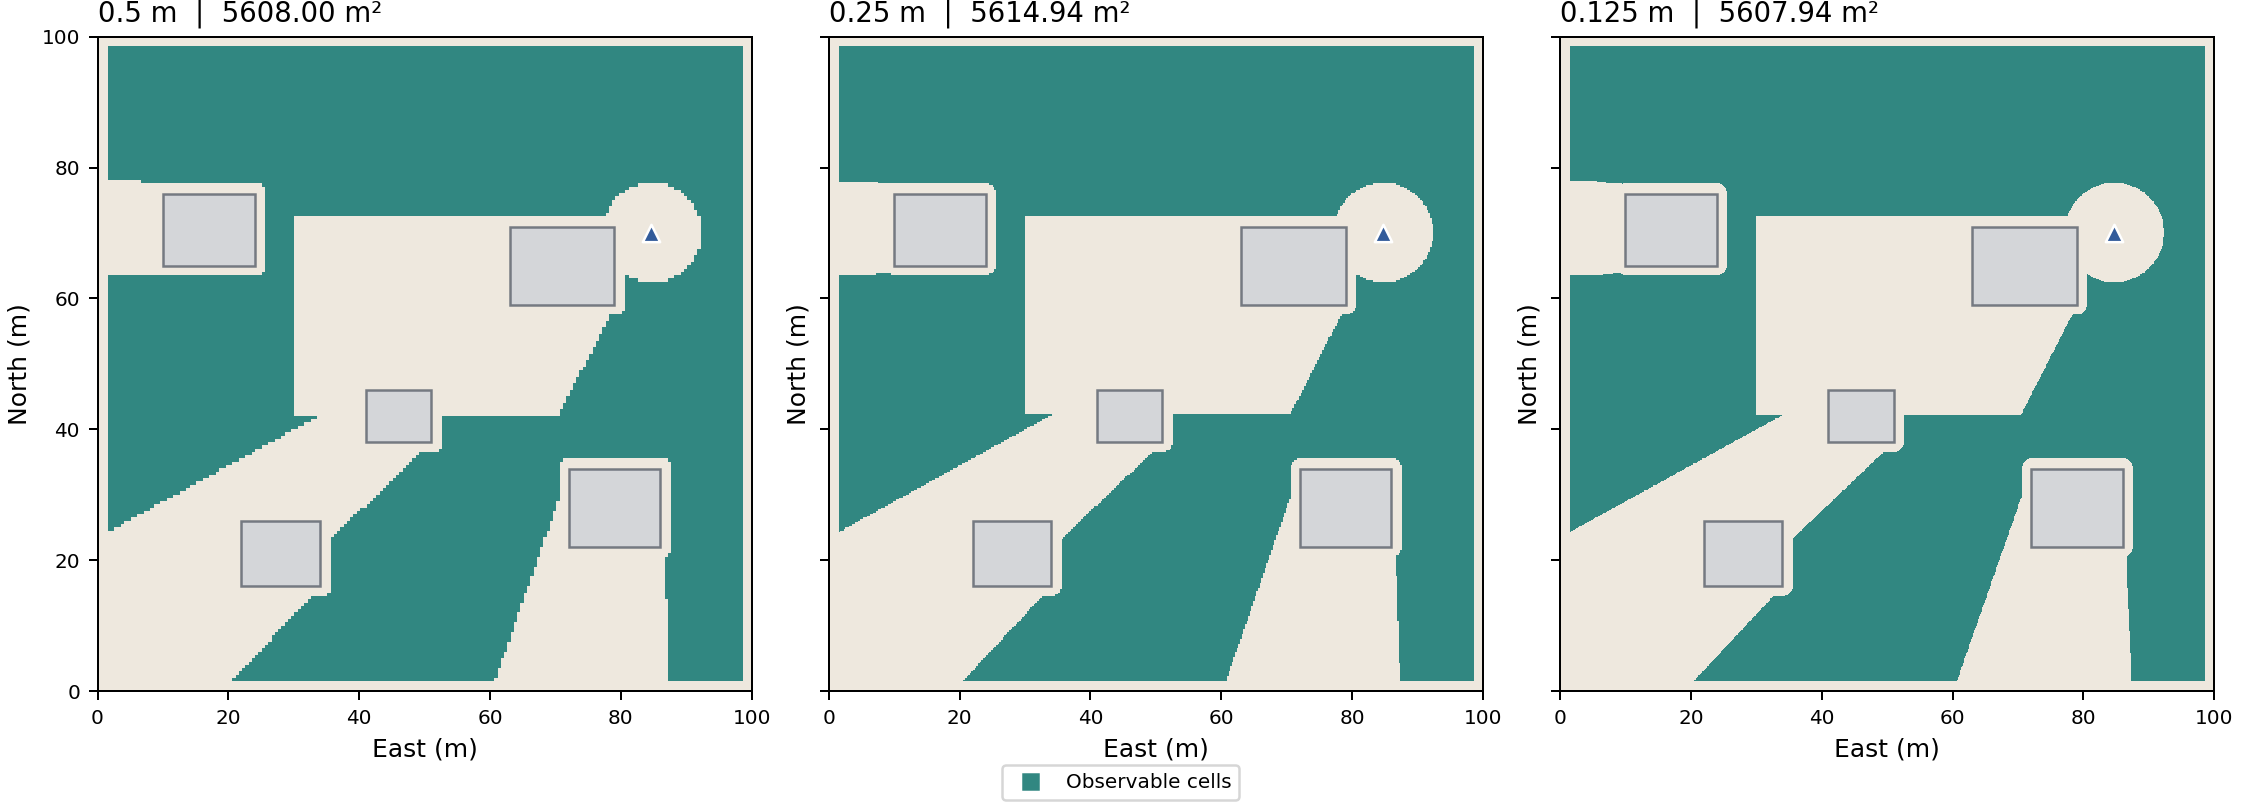 0.5 m | 5608.00 m²
0.25 m | 5614.94 m²
0.125 m | 5607.94 m²
100
80
60
40
20
0
North (m)
North (m)
North (m)
0 20 40 60 80 100
0 20 40 60 80 100
0 20 40 60 80 100
East (m)
East (m)
East (m)
Observable cells